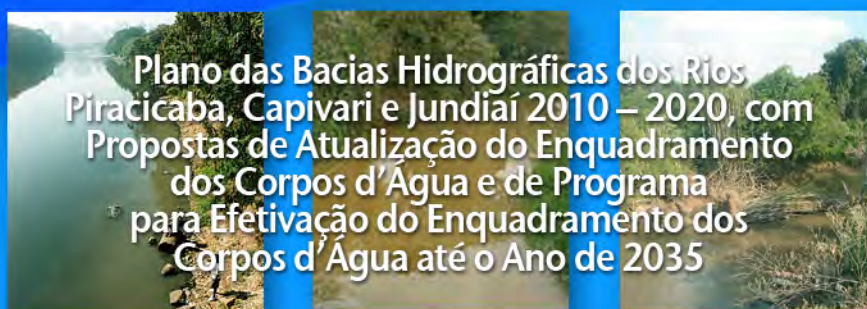 Plano das Bacias Hidrográficas dos Rios
Piracicaba, Capivari e Jundiaí 2010 – 2020, com
Propostas de Atualização do Enquadramento
dos Corpos d'Água e de Programa
para Efetivação do Enquadramento dos
Corpos d'Água até o Ano de 2035